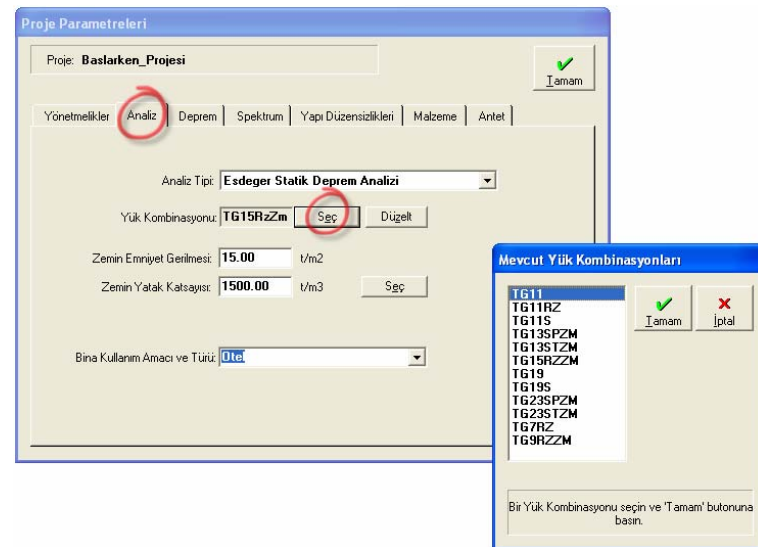 Proje Parametreleri
Proje: Baslarken_Projesi
Tamam
Yönetmelikler Analiz Deprem Spektrum Yapı Düzensizlikleri Malzeme Antet
Analiz Tipi: Esdeger Statik Deprem Analizi
Yük Kombinasyonu: TG15RzZm Seç Düzelt
Zemin Emniyet Gerilmesi: 15.00 t/m2
Zemin Yatak Katsayısı: 1500.00 t/m3 Seç
Bina Kullanım Amacı ve Türü: Otel
Mevcut Yük Kombinasyonları
TG11
TG11RZ
TG11S
TG13SPZM
TG13STZM
TG15RZZM
TG19
TG19S
TG23SPZM
TG23STZM
TG7RZ
TG9RZZM
Tamam İptal
Bir Yük Kombinasyonu seçin ve 'Tamam' butonuna
basın.